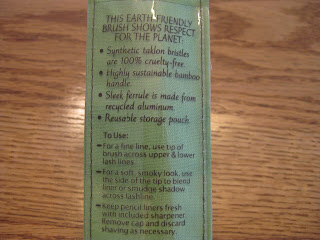 THIS EARTH-FRIENDLY
BRUSH SHOWS RESPECT
FOR THE PLANET:
• Synthetic taklon bristles
are 100% cruelty-free.
• Highly sustainable bamboo
handle.
• Sleek ferrule is made from
recycled aluminum.
• Reusable storage pouch.
To Use:
For a fine line, use tip of
brush across upper & lower
lash lines.
For a soft, smoky look, use
the side of the tip to blend
liner or smudge shadow
across lashline.
Keep pencil liners fresh
with included sharpener.
Remove cap and discard
shaving as necessary.